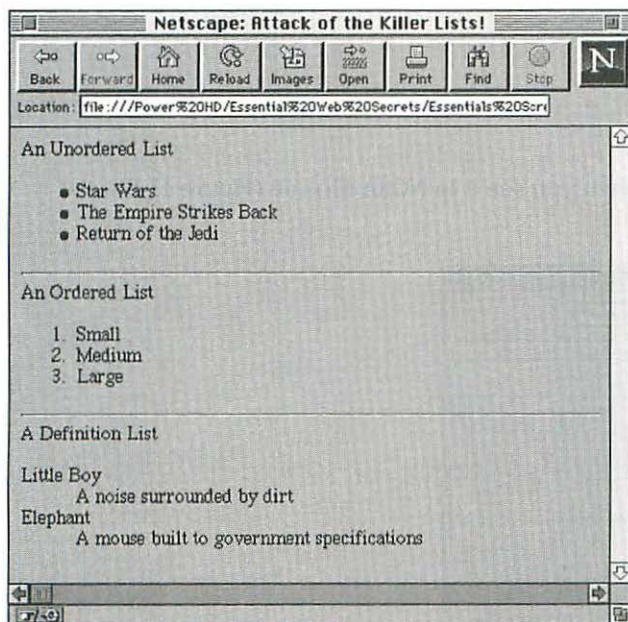 Netscape: Attack of the Killer Lists!
Back Forward Home Reload Images Open Print Find Stop N
Location: file:///Power%20HD/Essential%20Web%20Secrets/Essentials%20Scre
An Unordered List
• Star Wars
• The Empire Strikes Back
• Return of the Jedi
An Ordered List
1. Small
2. Medium
3. Large
A Definition List
Little Boy
A noise surrounded by dirt
Elephant
A mouse built to government specifications